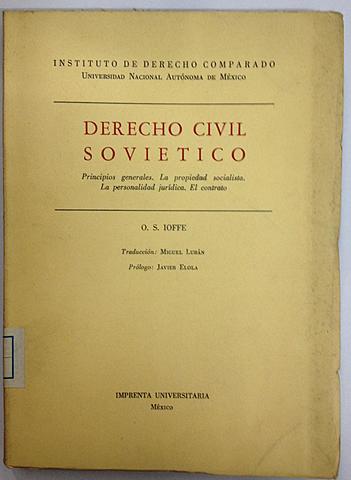 INSTITUTO DE DERECHO COMPARADO
UNIVERSIDAD NACIONAL AUTÓNOMA DE MÉXICO
DERECHO CIVIL
SOVIETICO
Principios generales. La propiedad socialista.
La personalidad jurídica. El contrato
O. S. IOFFE
Traducción: MIGUEL LUBÁN
Prólogo: JAVIER ELOLA
IMPRENTA UNIVERSITARIA
MÉXICO